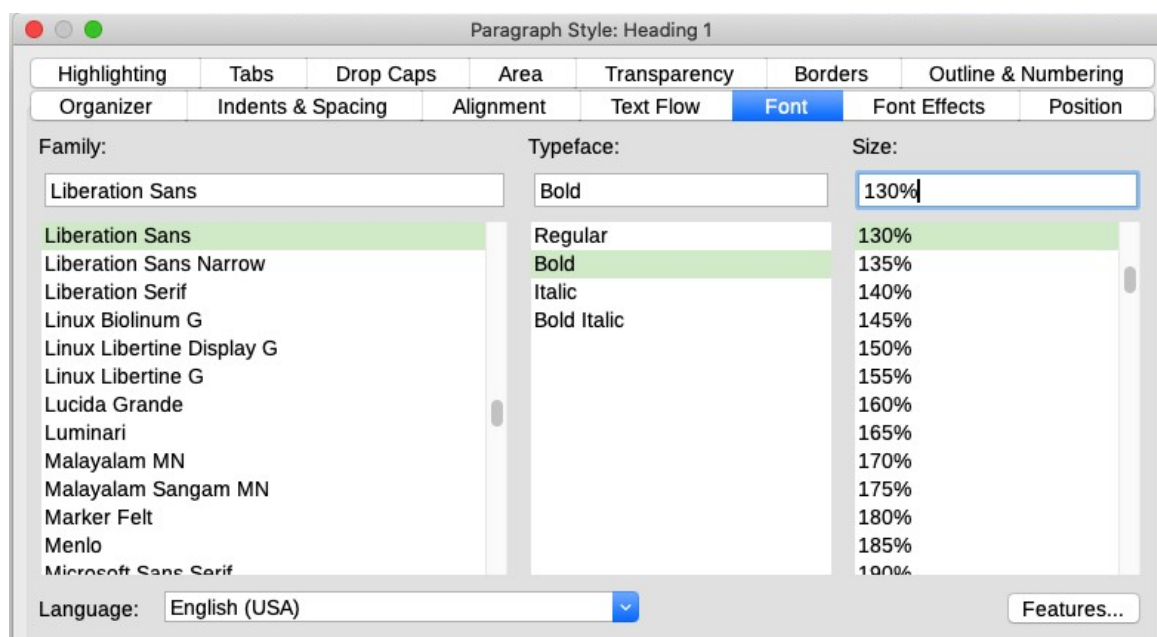 Paragraph Style: Heading 1
Highlighting Tabs Drop Caps Area Transparency Borders Outline & Numbering
Organizer Indents & Spacing Alignment Text Flow Font Font Effects Position
Family: Typeface: Size:
Liberation Sans Bold 130%
Liberation Sans Regular 130%
Liberation Sans Narrow Bold 135%
Liberation Serif Italic 140%
Linux Biolinum G Bold Italic 145%
Linux Libertine Display G 150%
Linux Libertine G 155%
Lucida Grande 160%
Luminari 165%
Malayalam MN 170%
Malayalam Sangam MN 175%
Marker Felt 180%
Menlo 185%
Microsoft Sans Serif 190%
Language: English (USA) Features...